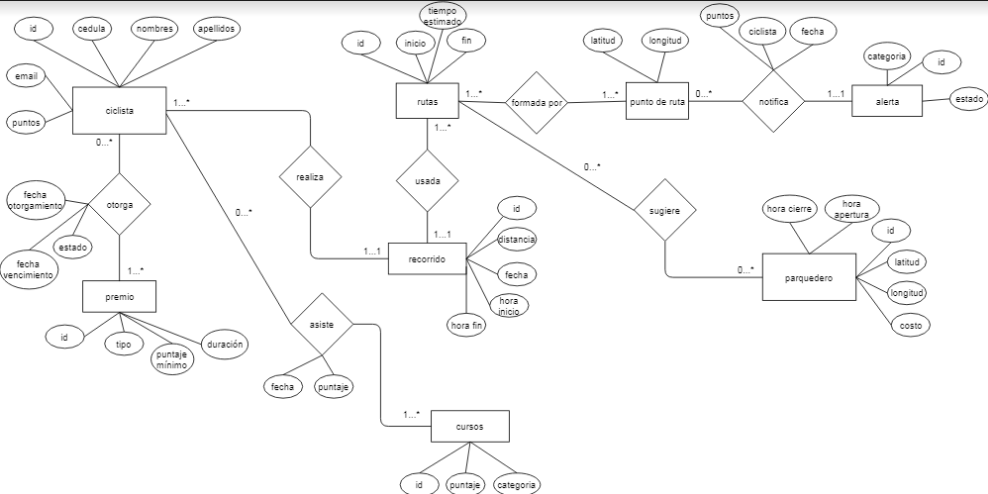 id
cedula
nombres
apellidos
email
puntos
ciclista
1...*
0...*
fecha
otorgamiento
otorga
estado
fecha
vencimiento
1...*
premio
id
tipo
puntaje
mínimo
duración
realiza
1...1
0...*
asiste
fecha
puntaje
1...*
cursos
id
puntaje
categoria
id
inicio
tiempo
estimado
fin
rutas
1...*
1...*
formada por
1...*
usada
1...1
recorrido
id
distancia
fecha
hora
inicio
hora fin
latitud
longitud
punto de ruta
0...*
puntos
ciclista
fecha
notifica
1...1
categoria
id
alerta
estado
0...*
sugiere
0...*
hora cierre
hora
apertura
id
latitud
longitud
costo
parquedero